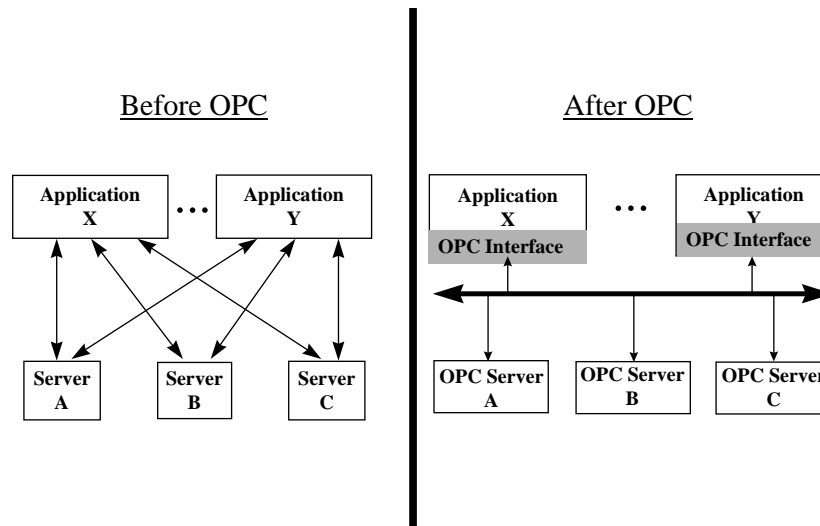 Before OPC
Application
X
...
Application
Y
Server
A
Server
B
Server
C
After OPC
Application
X
OPC Interface
...
Application
Y
OPC Interface
OPC Server
A
OPC Server
B
OPC Server
C